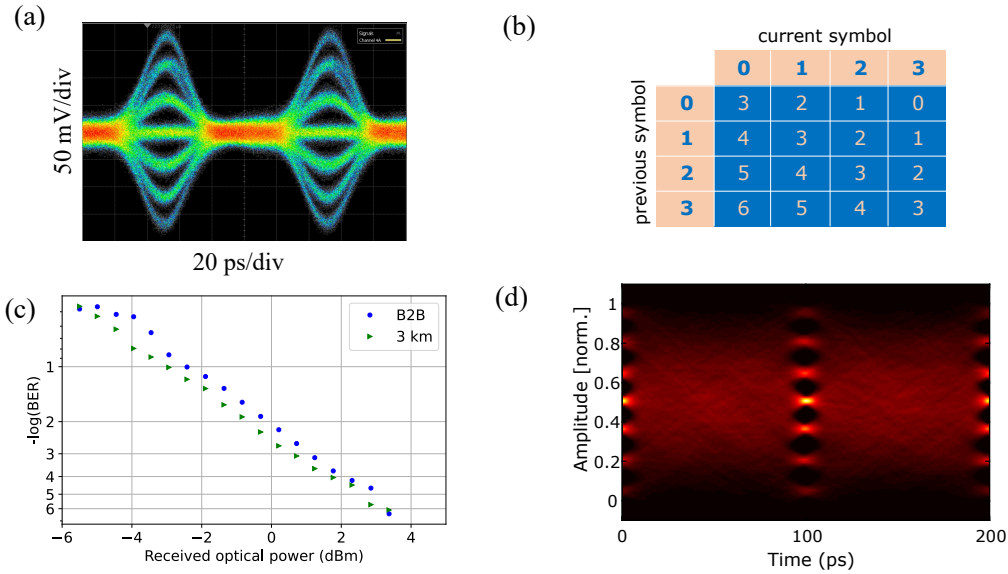 (a)
Signals
Channel 4A
50 mV/div
20 ps/div
(b)
current symbol
previous symbol
0 1 2 3
0 3 2 1 0
1 4 3 2 1
2 5 4 3 2
3 6 5 4 3
(c)
B2B
3 km
-log(BER)
1
2
3
4
5
6
−6 −4 −2 0 2 4
Received optical power (dBm)
(d)
Amplitude [norm.]
1
0.8
0.6
0.4
0.2
0
0 100 200
Time (ps)